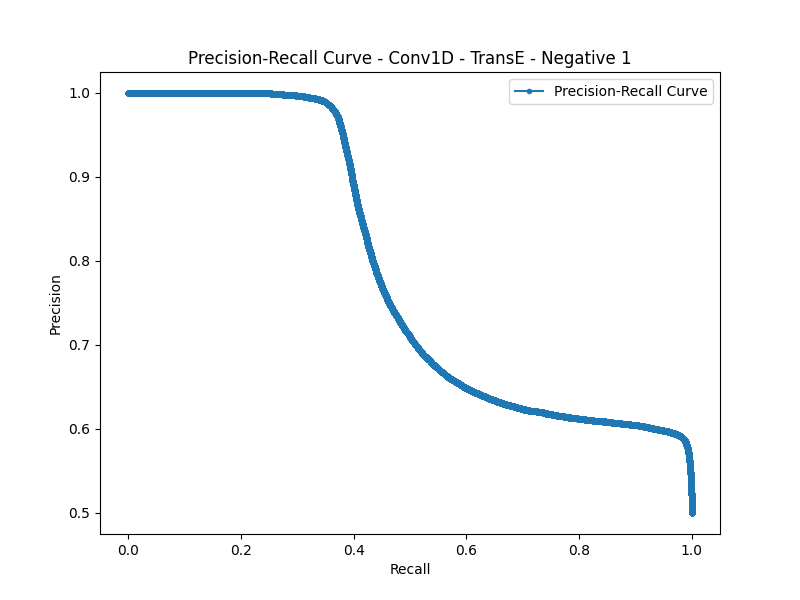 Precision-Recall Curve - Conv1D - TransE - Negative 1
Precision-Recall Curve
1.0
0.9
0.8
0.7
0.6
0.5
Precision
0.0 0.2 0.4 0.6 0.8 1.0
Recall